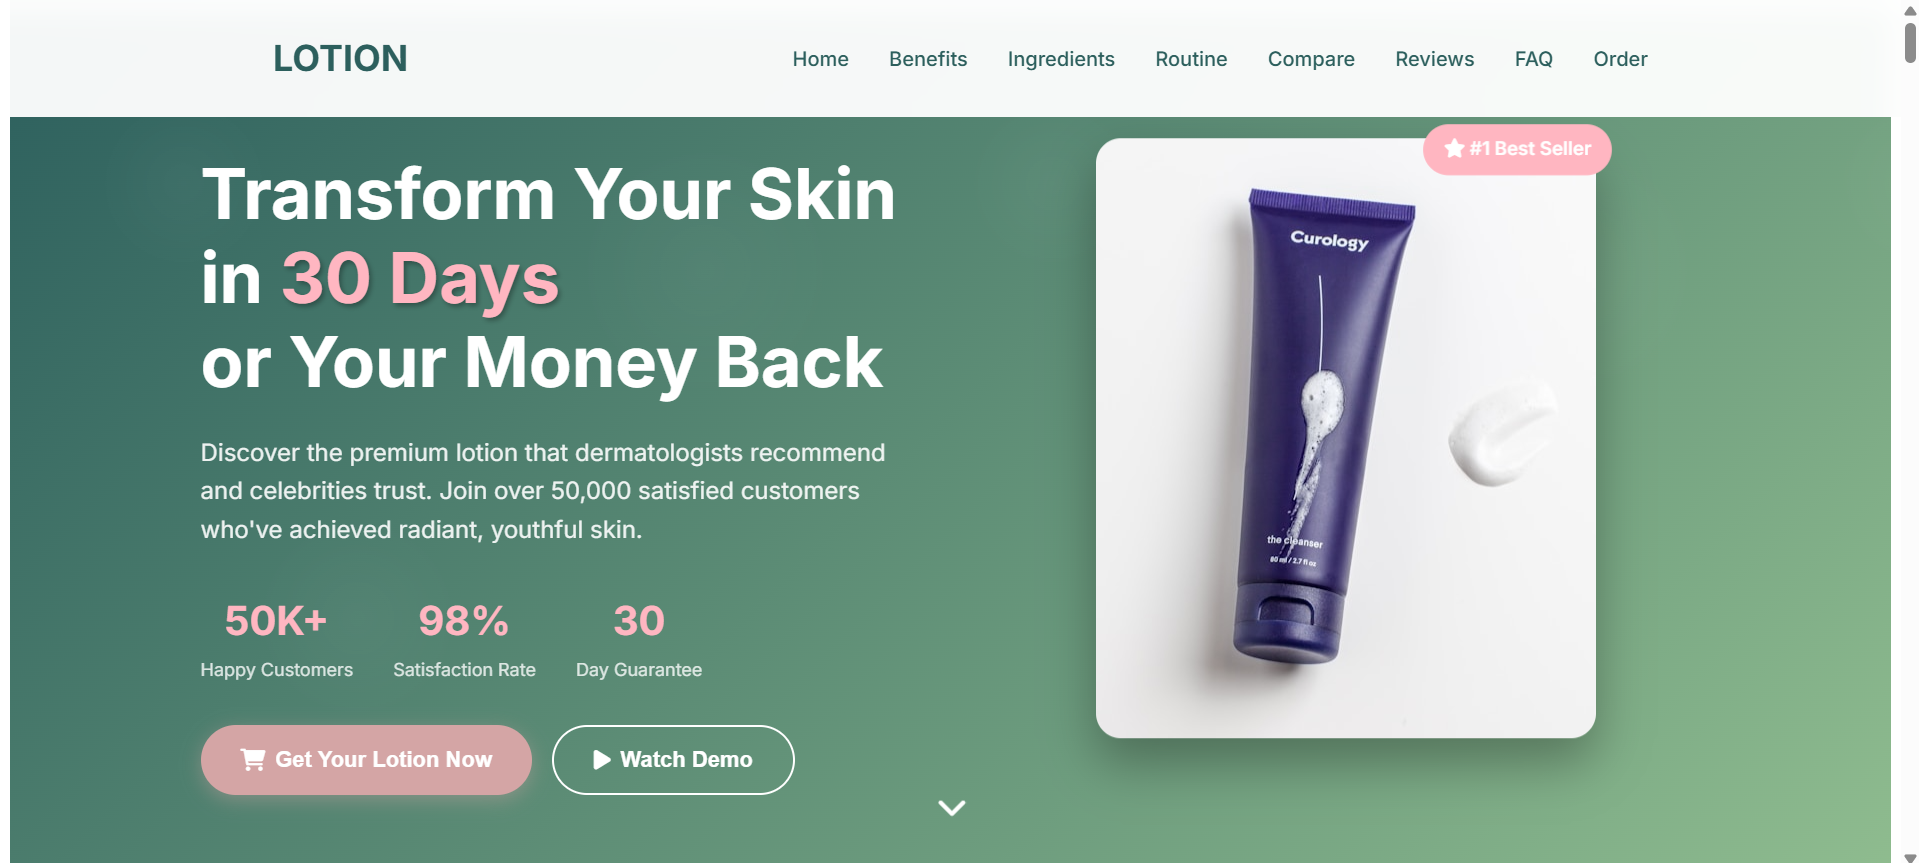 LOTION
Home
Benefits
Ingredients
Routine
Compare
Reviews
FAQ
Order
Transform Your Skin
in 30 Days
or Your Money Back
Discover the premium lotion that dermatologists recommend
and celebrities trust. Join over 50,000 satisfied customers
who've achieved radiant, youthful skin.
50K+
Happy Customers
98%
Satisfaction Rate
30
Day Guarantee
Get Your Lotion Now
Watch Demo
#1 Best Seller
Curology
the cleanser
80 ml / 2.7 fl oz